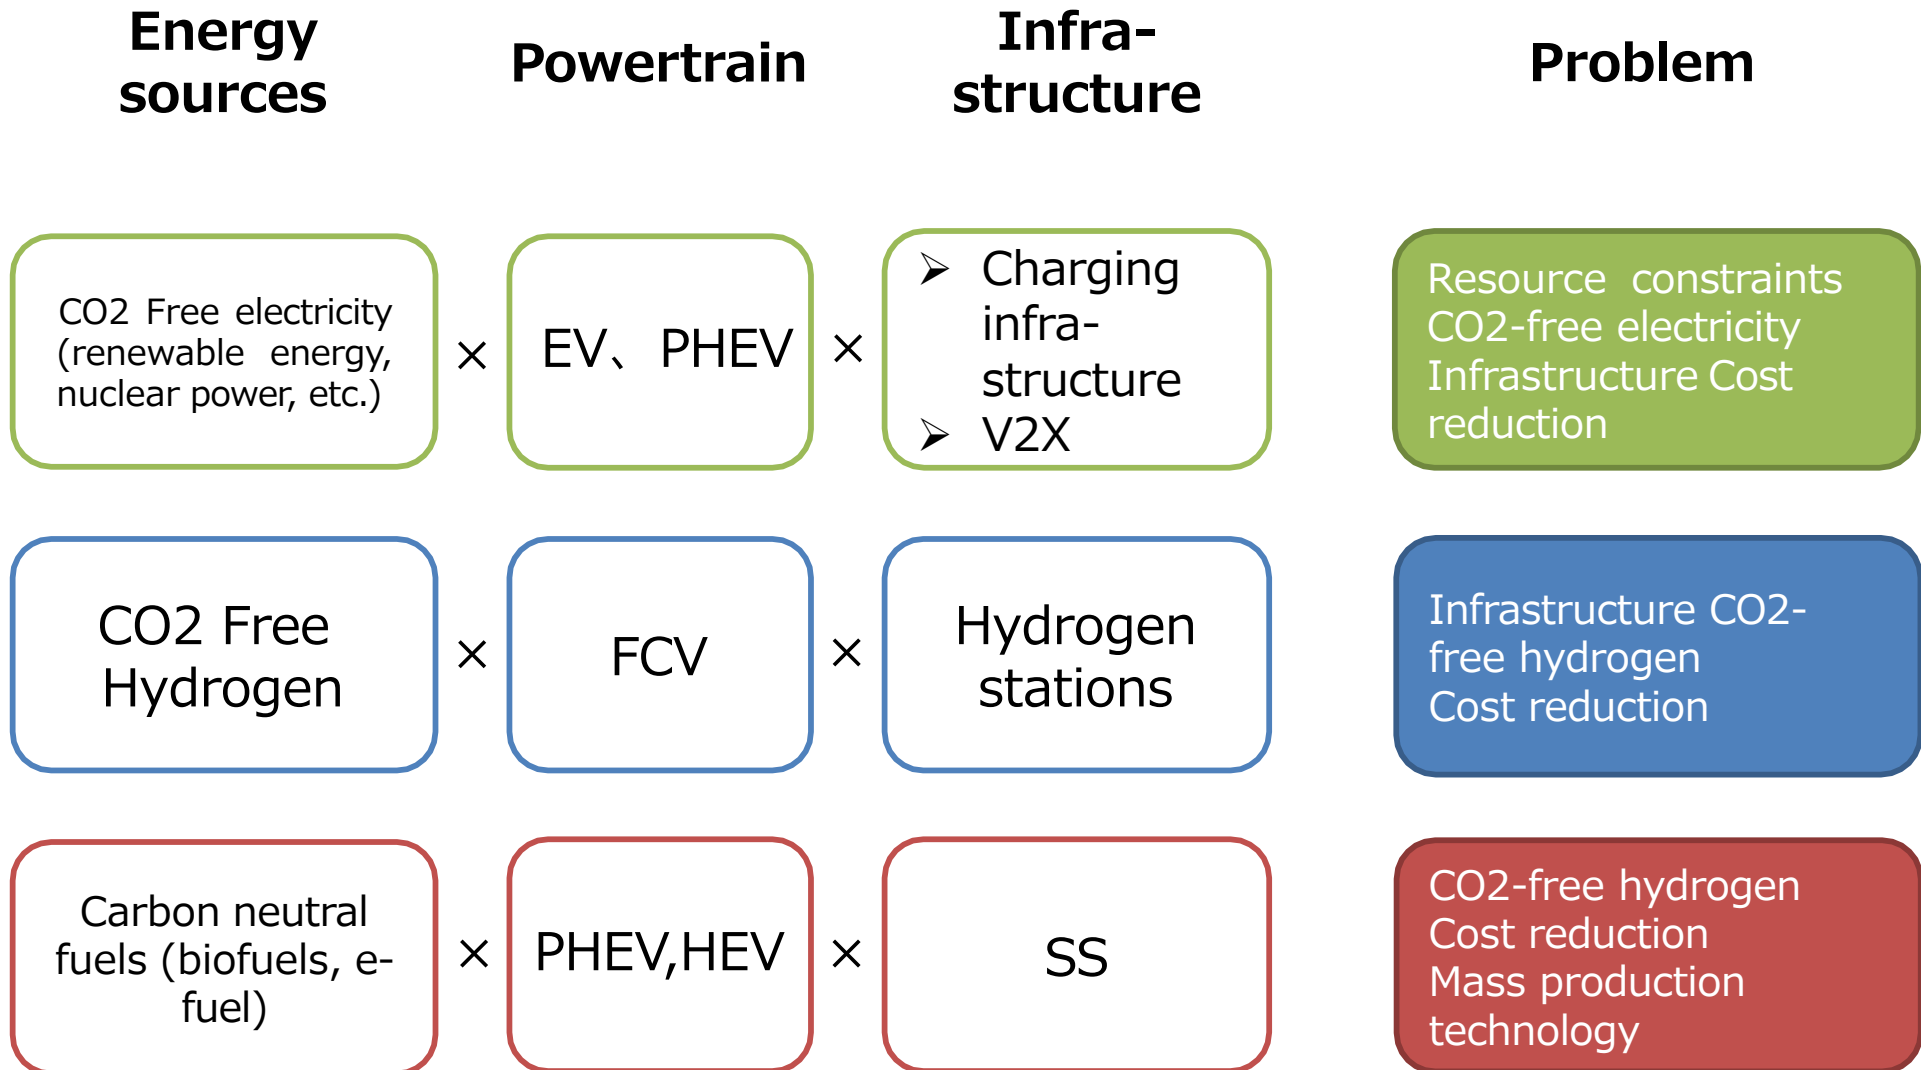 Energy
sources
Powertrain
Infra-
structure
Problem
CO2 Free electricity
(renewable energy,
nuclear power, etc.)
×
EV、PHEV
×
➢ Charging
infra-
structure
➢ V2X
Resource constraints
CO2-free electricity
Infrastructure Cost
reduction
CO2 Free
Hydrogen
×
FCV
×
Hydrogen
stations
Infrastructure CO2-
free hydrogen
Cost reduction
Carbon neutral
fuels (biofuels, e-
fuel)
×
PHEV,HEV
×
SS
CO2-free hydrogen
Cost reduction
Mass production
technology